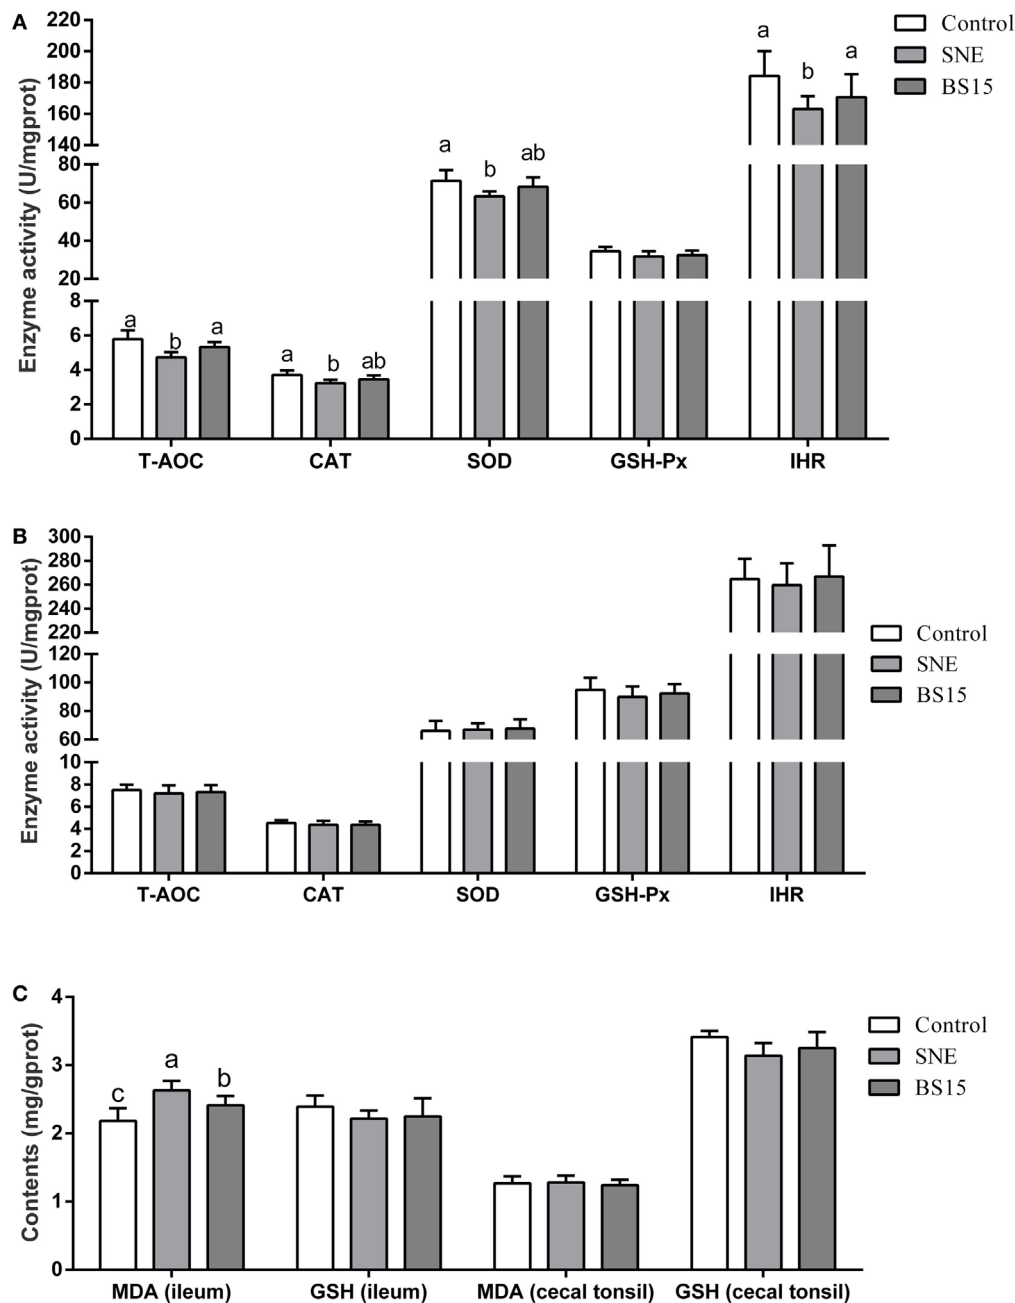 A
Enzyme activity (U/mgprot)
220
200
180
160
140
80
60
40
20
8
6
4
2
0
a
b
a
a
b
ab
a
b
ab
a
b
a
T-AOC CAT SOD GSH-Px IHR
Control
SNE
BS15
B
Enzyme activity (U/mgprot)
300
280
260
240
220
120
100
80
60
10
8
6
4
2
0
T-AOC CAT SOD GSH-Px IHR
Control
SNE
BS15
C
Contents (mg/gprot)
4
3
2
1
0
c
a
b
MDA (ileum) GSH (ileum) MDA (cecal tonsil) GSH (cecal tonsil)
Control
SNE
BS15